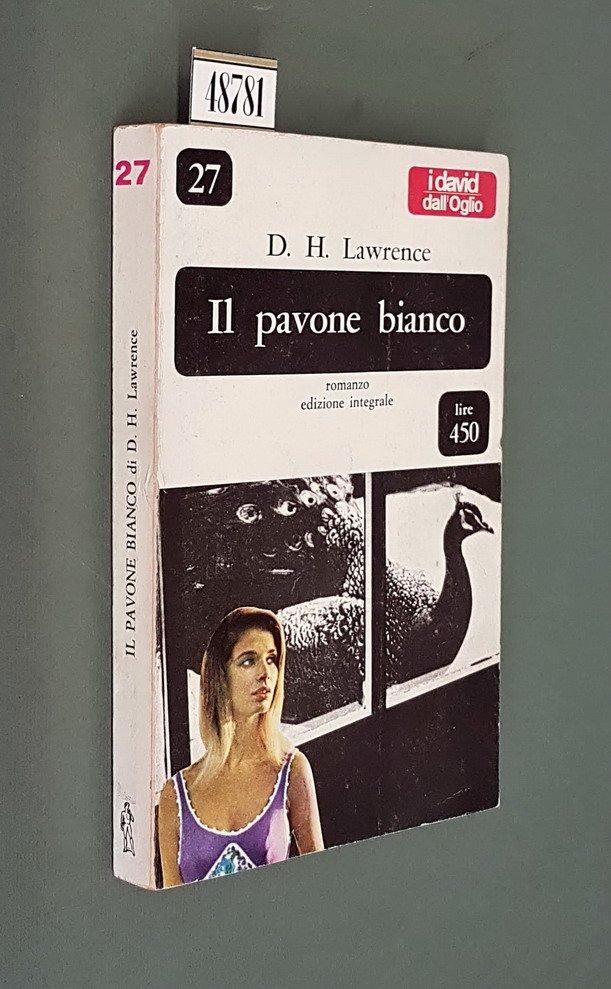 48781
27
27
i david
dall'Oglio
D. H. Lawrence
Il pavone bianco
romanzo
edizione integrale
lire
450
IL PAVONE BIANCO di D. H. Lawrence